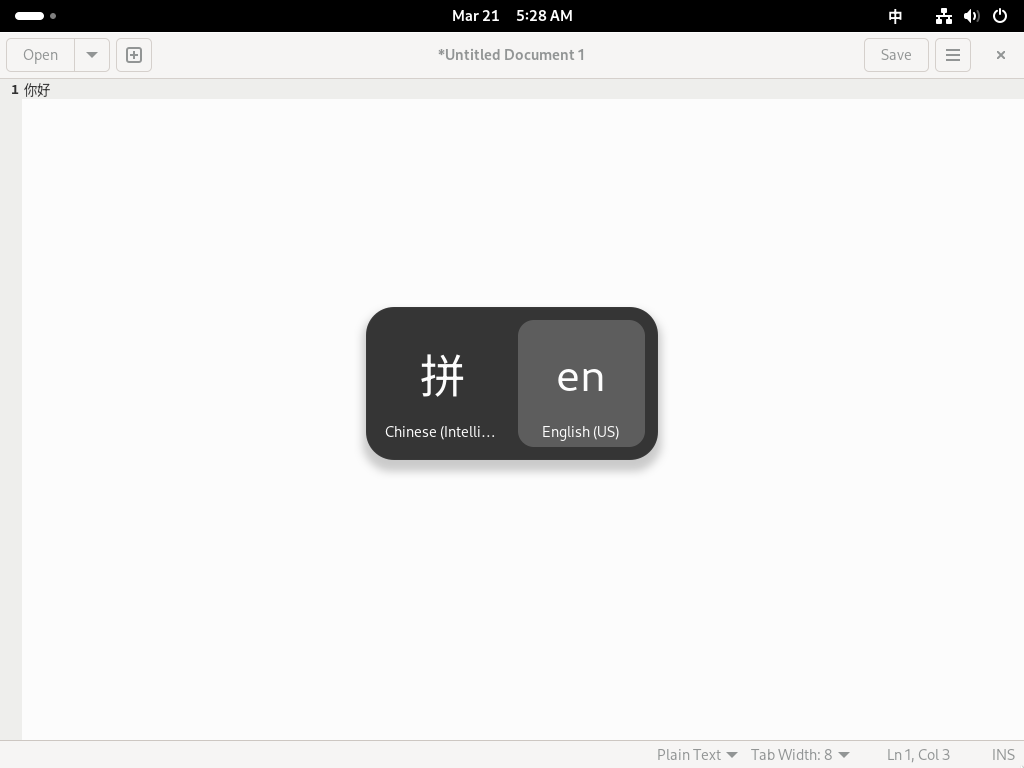 Mar 21 5:28 AM 中
Open *Untitled Document 1 Save
1 你好
拼 en
Chinese (Intelli… English (US)
Plain Text Tab Width: 8 Ln 1, Col 3 INS